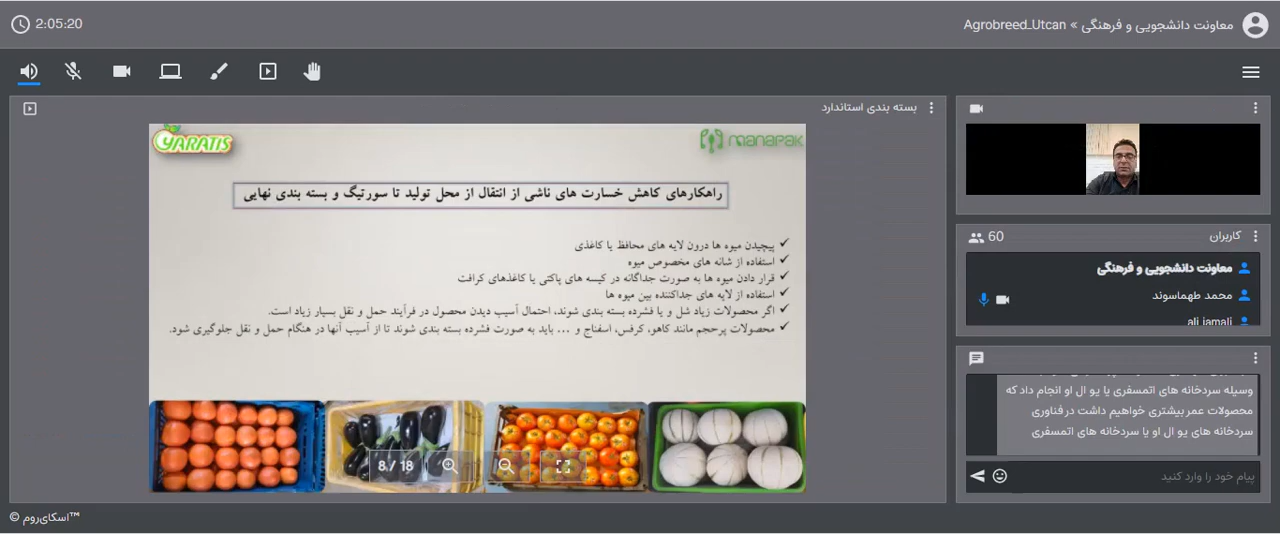 2:05:20
معاونت دانشجویی و فرهنگی » Agrobreed_Utcan
بسته بندی استاندارد
YARATIS
manapak
راهکارهای کاهش خسارت های ناشی از انتقال از محل تولید تا سورتیگ و بسته بندی نهایی
✓ پیچیدن میوه ها درون لایه های محافظ یا کاغذی
✓ استفاده از شانه های مخصوص میوه
✓ قرار دادن میوه ها به صورت جداگانه در کیسه های پاکتی یا کاغذهای کرافت
✓ استفاده از لایه های جداکننده بین میوه ها
✓ اگر محصولات زیاد شل و یا فشرده بسته بندی شوند، احتمال آسیب دیدن محصول در فرآیند حمل و نقل بسیار زیاد است.
✓ محصولات پرحجم مانند کاهو، کرفس، اسفناج و ... باید به صورت فشرده بسته بندی شوند تا از آسیب آنها در هنگام حمل و نقل جلوگیری شود.
8 / 18
کاربران
60
معاونت دانشجویی و فرهنگی
محمد طهماسوند
ali jamali
وسیله سردخانه های اتمسفری یا یو ال او انجام داد که
محصولات عمر بیشتری خواهیم داشت در فناوری
سردخانه های یو ال او یا سردخانه های اتمسفری
پیام خود را وارد کنید
© اسکای‌روم™